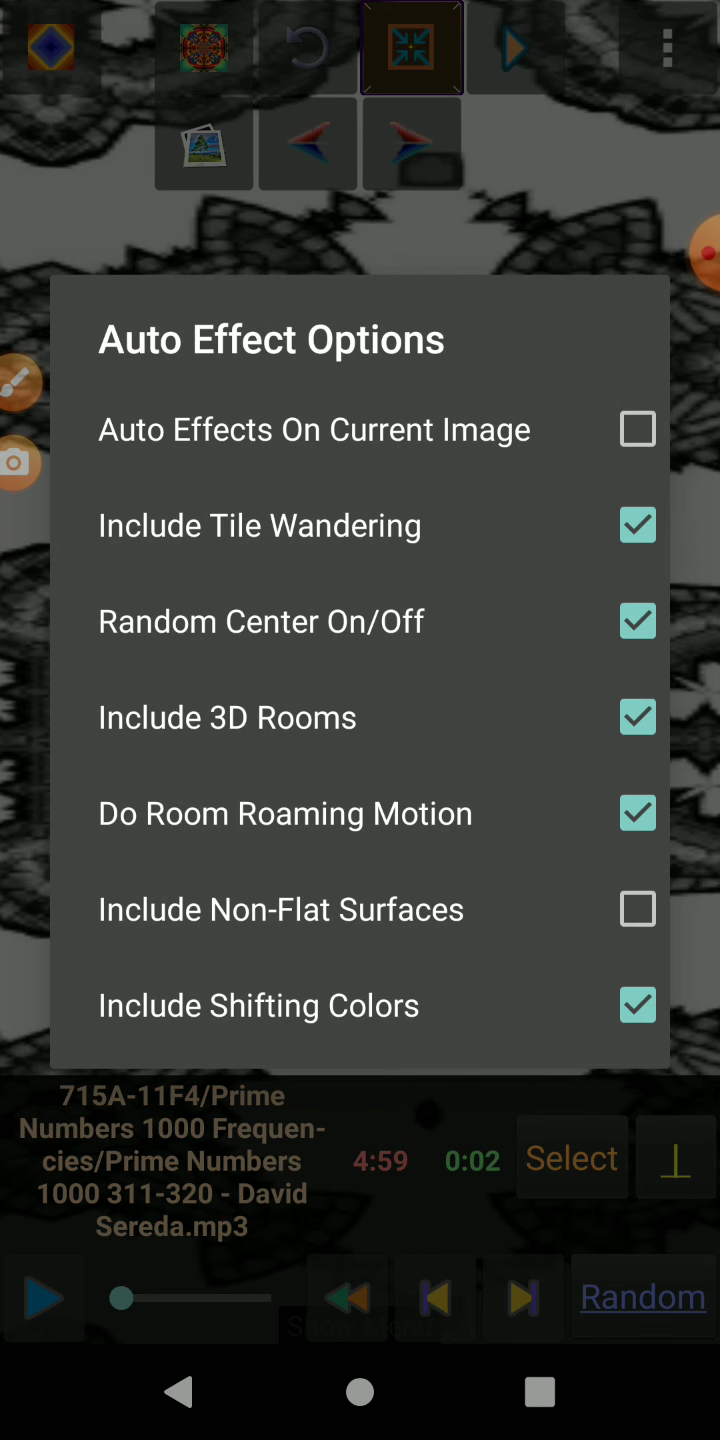 Auto Effect Options
Auto Effects On Current Image
Include Tile Wandering
Random Center On/Off
Include 3D Rooms
Do Room Roaming Motion
Include Non-Flat Surfaces
Include Shifting Colors
715A-11F4/Prime
Numbers 1000 Frequen-
cies/Prime Numbers
1000 311-320 - David
Sereda.mp3
4:59
0:02
Select
Random